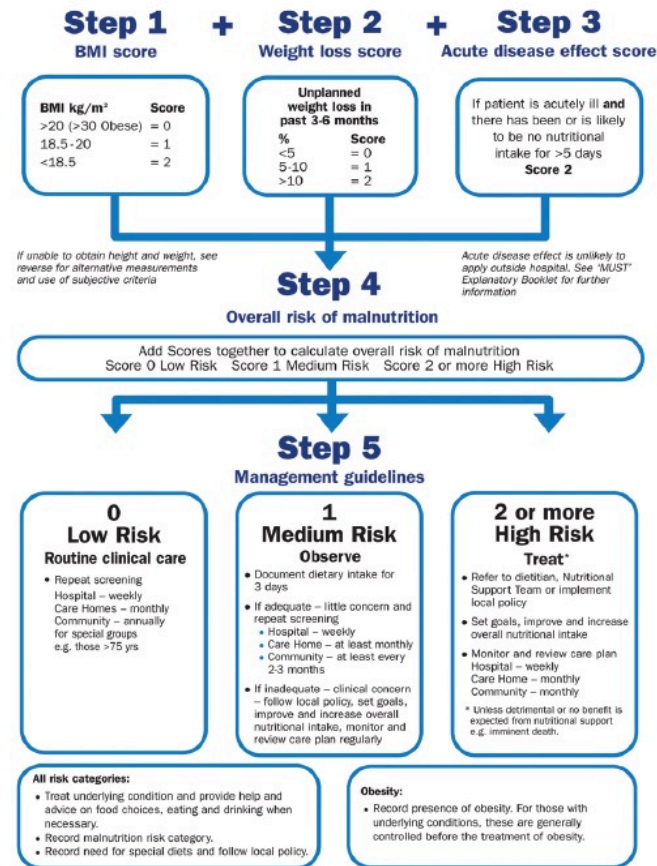 Step 1 + Step 2 + Step 3
BMI score
Weight loss score
Acute disease effect score
BMI kg/m² Score
>20 (>30 Obese) = 0
18.5-20 = 1
<18.5 = 2
Unplanned
weight loss in
past 3-6 months
% Score
<5 = 0
5-10 = 1
>10 = 2
If patient is acutely ill and
there has been or is likely
to be no nutritional
intake for >5 days
Score 2
If unable to obtain height and weight, see
reverse for alternative measurements
and use of subjective criteria
Acute disease effect is unlikely to
apply outside hospital. See 'MUST'
Explanatory Booklet for further
information
Step 4
Overall risk of malnutrition
Add Scores together to calculate overall risk of malnutrition
Score 0 Low Risk Score 1 Medium Risk Score 2 or more High Risk
Step 5
Management guidelines
0
Low Risk
Routine clinical care
• Repeat screening
Hospital – weekly
Care Homes – monthly
Community – annually
for special groups
e.g. those >75 yrs
1
Medium Risk
Observe
• Document dietary intake for
3 days
• If adequate – little concern and
repeat screening
• Hospital – weekly
• Care Home – at least monthly
• Community – at least every
2-3 months
• If inadequate – clinical concern
– follow local policy, set goals,
improve and increase overall
nutritional intake, monitor and
review care plan regularly
2 or more
High Risk
Treat*
• Refer to dietitian, Nutritional
Support Team or implement
local policy
• Set goals, improve and increase
overall nutritional intake
• Monitor and review care plan
Hospital – weekly
Care Home – monthly
Community – monthly
* Unless detrimental or no benefit is
expected from nutritional support
e.g. imminent death.
All risk categories:
• Treat underlying condition and provide help and
advice on food choices, eating and drinking when
necessary.
• Record malnutrition risk category.
• Record need for special diets and follow local policy.
Obesity:
• Record presence of obesity. For those with
underlying conditions, these are generally
controlled before the treatment of obesity.